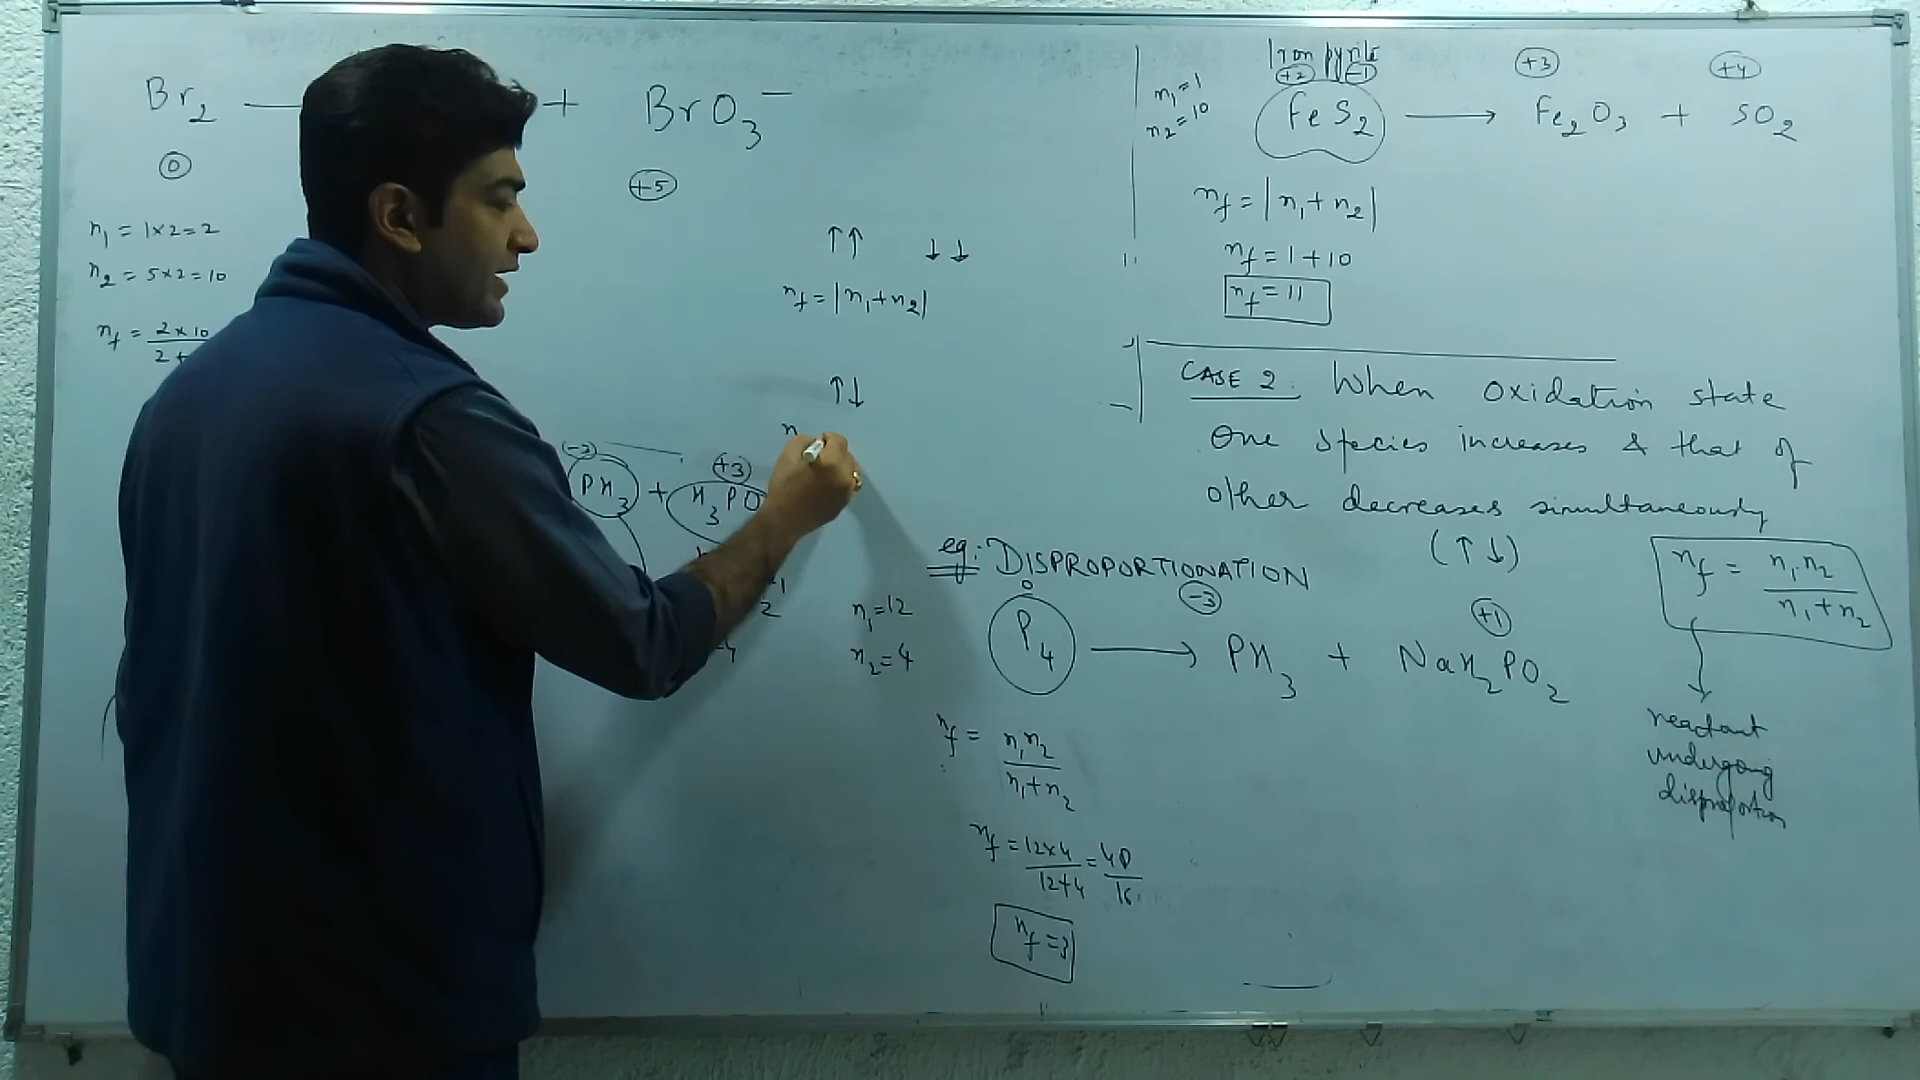 Br₂ — + BrO₃⁻
0
+5
n₁ = 1×2=2
n₂ = 5×2=10
n_f = 2×10
2+
↑↑ ↓↓
n_f = |n₁+n₂|
↑↓
n
PH₃ + H₃PO
+3
n₁=12
n₂=4
Iron pyrite
+2 -1 +3 +4
n₁=1
n₂=10
FeS₂ → Fe₂O₃ + SO₂
n_f = |n₁+n₂|
n_f = 1+10
n_f = 11
CASE 2: When oxidation state
One species increases & that of
other decreases simultaneously
(↑↓)
n_f = n₁n₂
n₁+n₂
reactant
undergoing
disproportion
eg: DISPROPORTIONATION
0 -3 +1
P₄ → PH₃ + NaH₂PO₂
n_f = n₁n₂
n₁+n₂
n_f = 12×4 = 48
12+4 16
n_f = 3